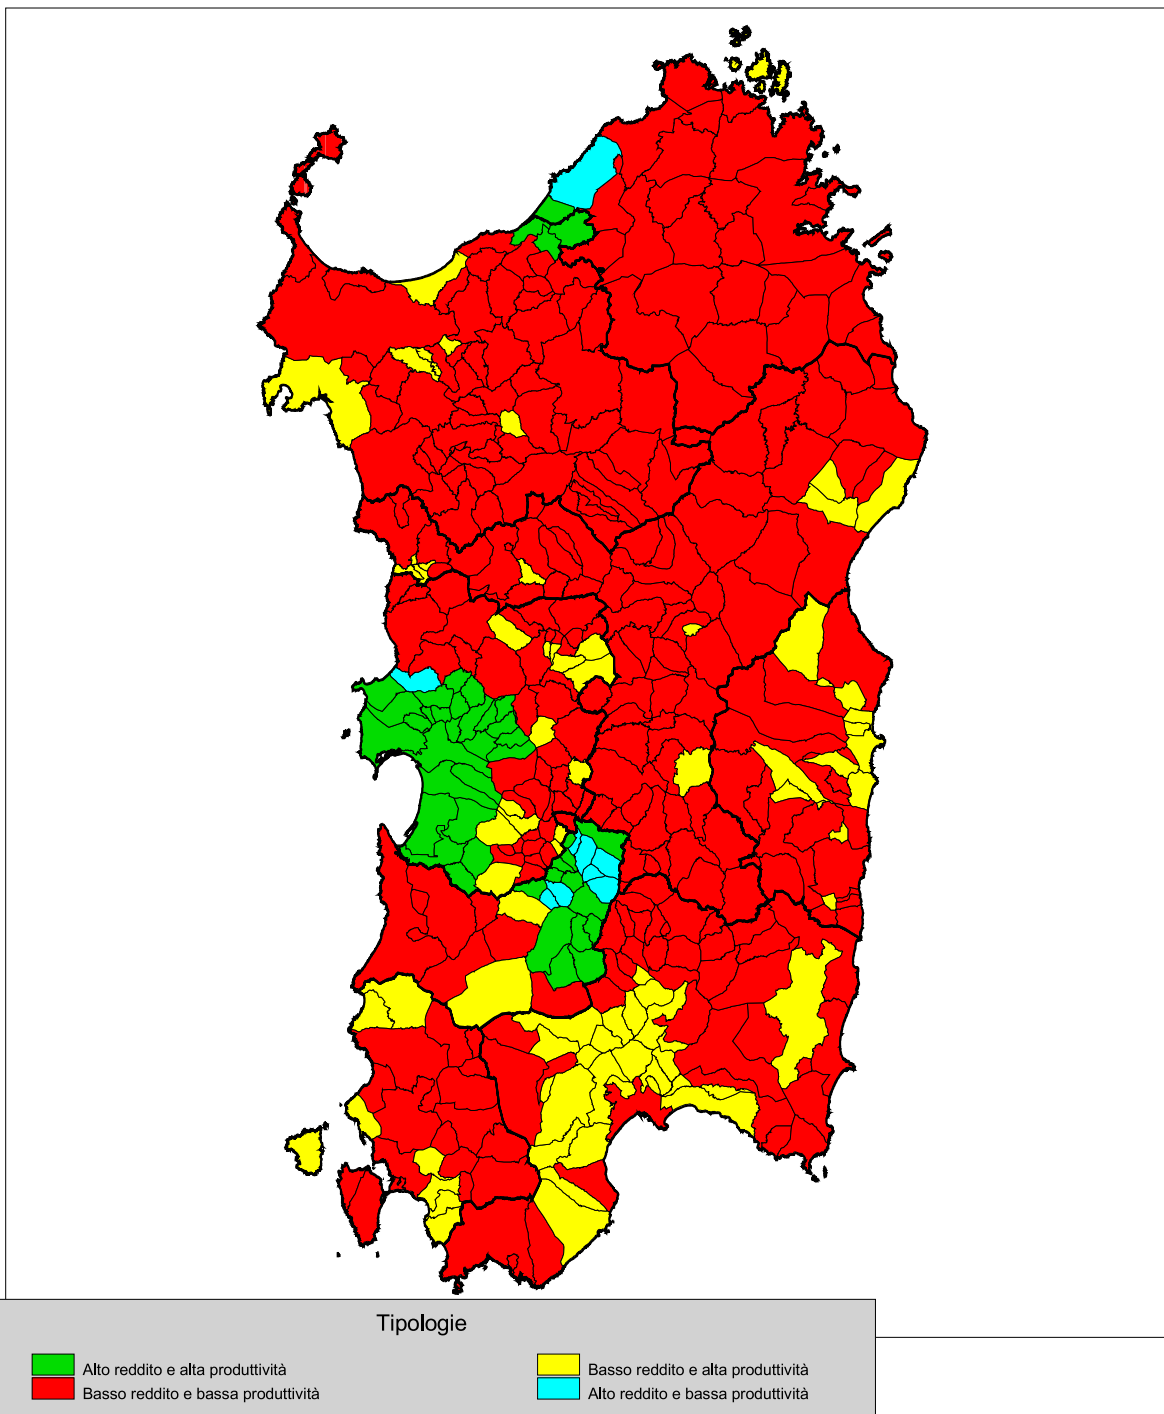 Tipologie
Alto reddito e alta produttività
Basso reddito e alta produttività
Basso reddito e bassa produttività
Alto reddito e bassa produttività